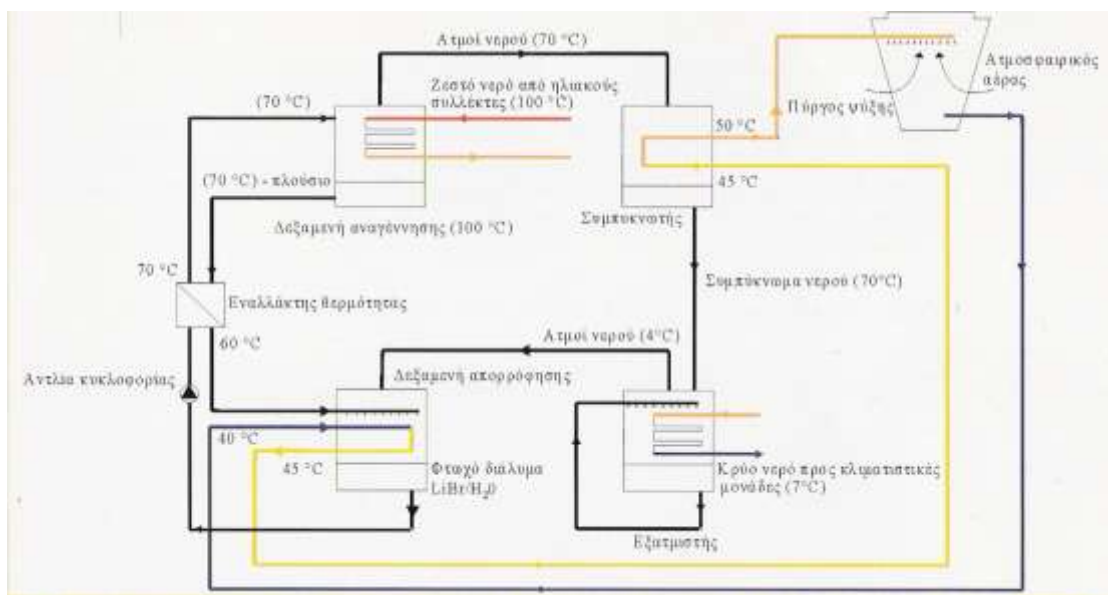 Ατμοί νερού (70 °C)
Ατμοσφαιρικός
αέρας
Ζεστό νερό από ηλιακούς
συλλέκτες (100 °C)
(70 °C)
Πύργος ψύξης
50 °C
(70 °C) - πλούσιο
45 °C
Δεξαμενή αναγέννησης (100 °C)
Συμπυκνωτής
70 °C
Συμπύκνωμα νερού (70°C)
Εναλλάκτης θερμότητας
60 °C
Ατμοί νερού (4°C)
Αντλία κυκλοφορίας
Δεξαμενή απορρόφησης
40 °C
45 °C
Φτωχό διάλυμα
LiBr/H20
Κρύο νερό προς κλιματιστικές
μονάδες (7°C)
Εξατμιστής